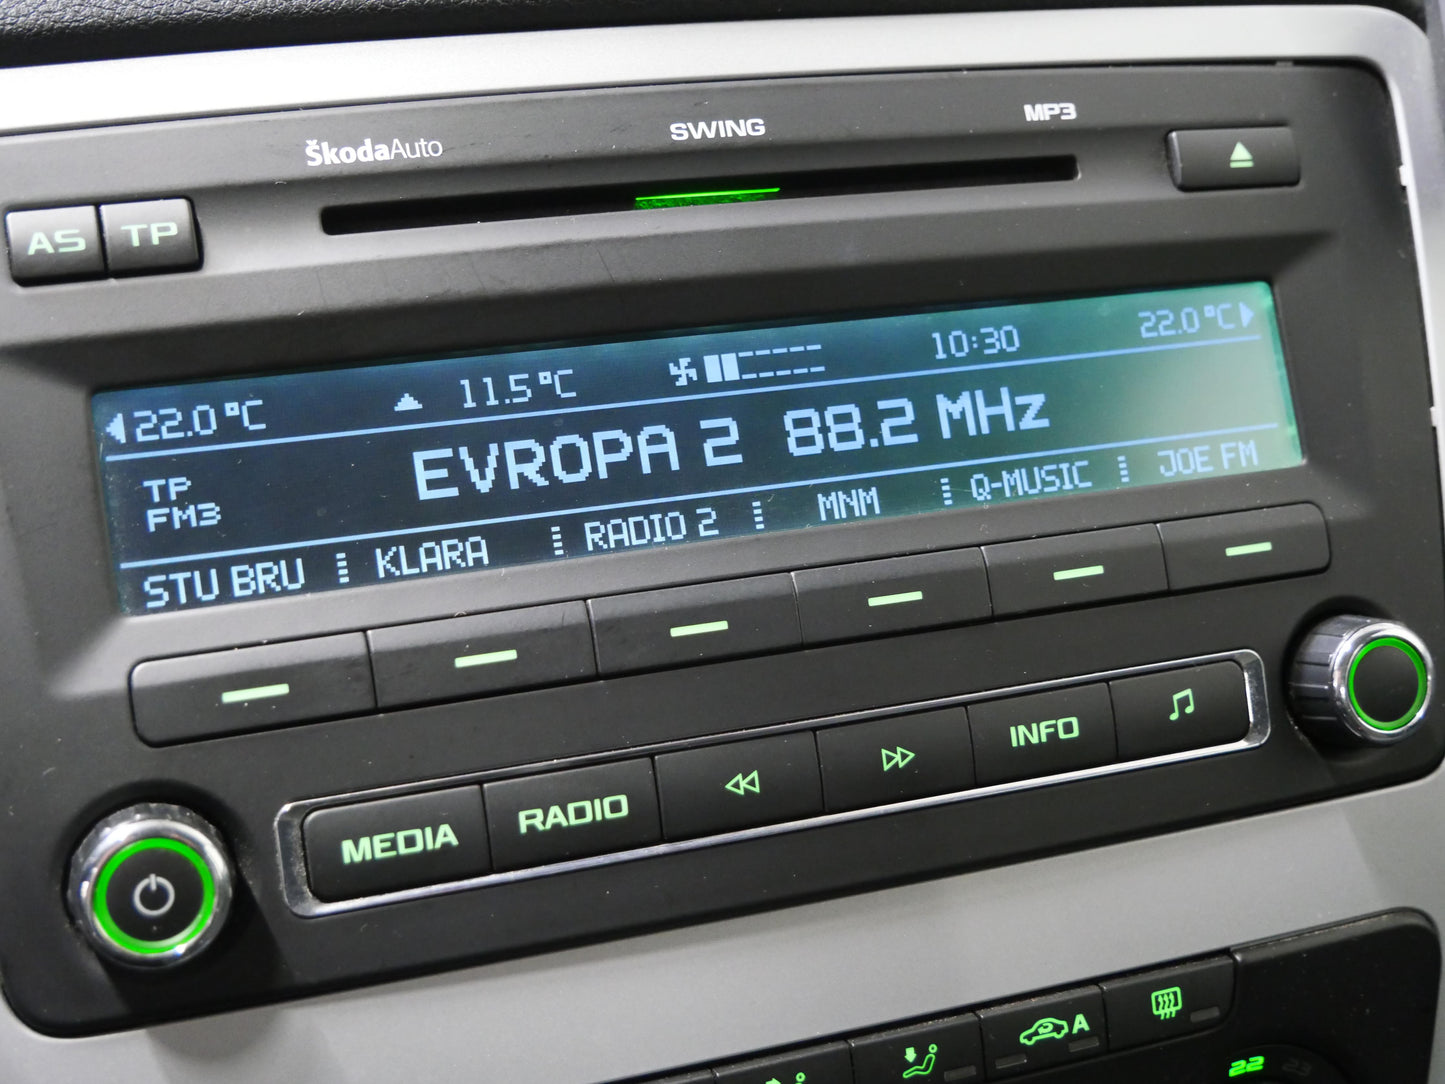 ŠkodaAuto SWING MP3
AS TP
22.0°C 11.5°C 10:30 22.0°C
EVROPA 2 88.2 MHz
TP
FM3
STU BRU KLARA RADIO 2 MNM Q-MUSIC JOE FM
MEDIA RADIO INFO
A
22 23